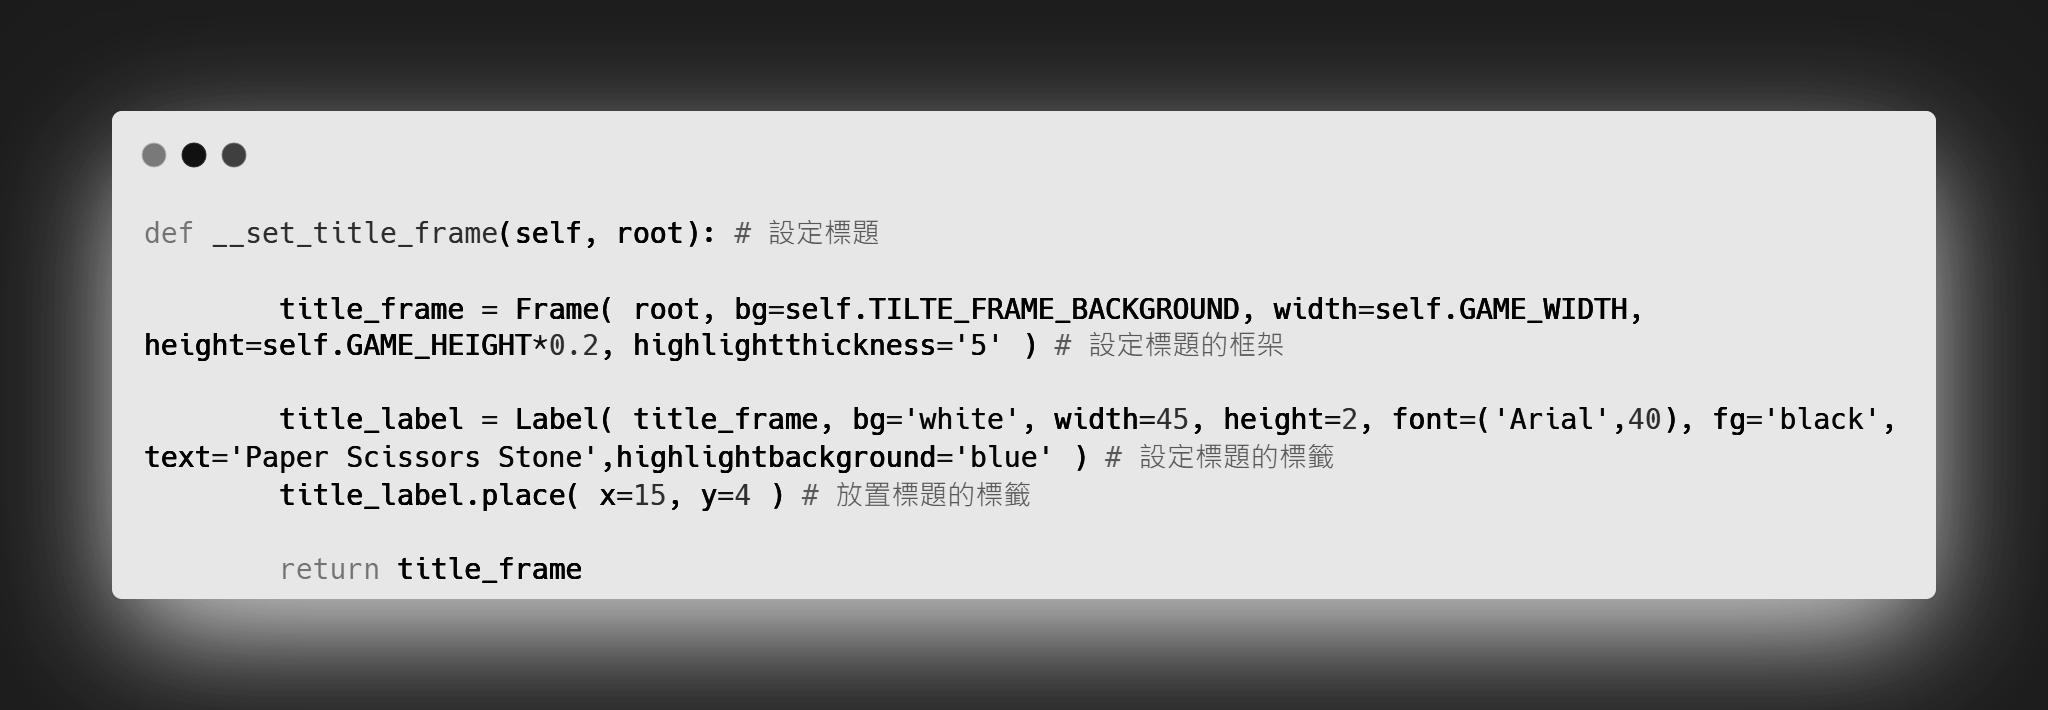 def __set_title_frame(self, root): # 設定標題
title_frame = Frame( root, bg=self.TILTE_FRAME_BACKGROUND, width=self.GAME_WIDTH,
height=self.GAME_HEIGHT*0.2, highlightthickness='5' ) # 設定標題的框架
title_label = Label( title_frame, bg='white', width=45, height=2, font=('Arial',40), fg='black',
text='Paper Scissors Stone',highlightbackground='blue' ) # 設定標題的標籤
title_label.place( x=15, y=4 ) # 放置標題的標籤
return title_frame